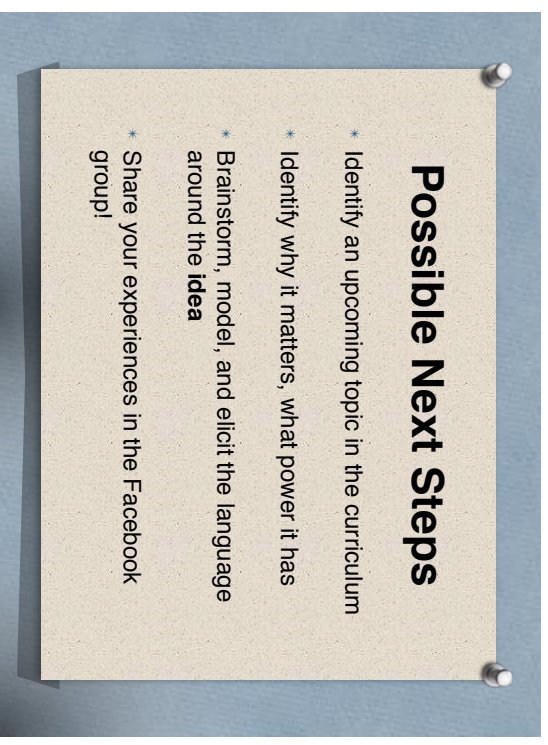 Possible Next Steps
Identify an upcoming topic in the curriculum
Identify why it matters, what power it has
Brainstorm, model, and elicit the language
around the idea
Share your experiences in the Facebook
group!